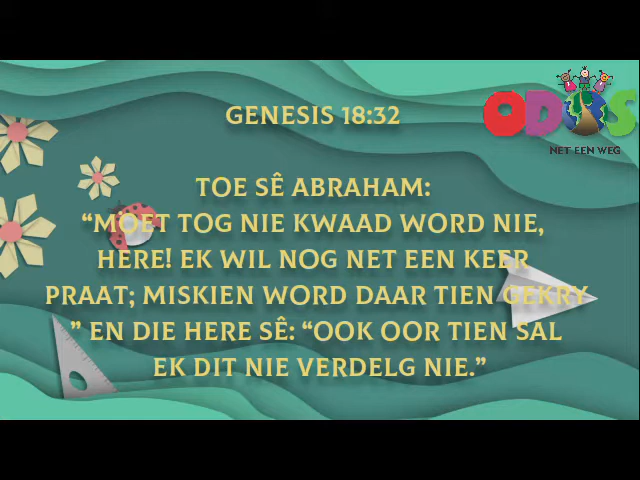 ODOS
NET EEN WEG
GENESIS 18:32
TOE SÊ ABRAHAM:
“MOET TOG NIE KWAAD WORD NIE,
HERE! EK WIL NOG NET EEN KEER
PRAAT; MISKIEN WORD DAAR TIEN GEKRY
” EN DIE HERE SÊ: “OOK OOR TIEN SAL
EK DIT NIE VERDELG NIE.”